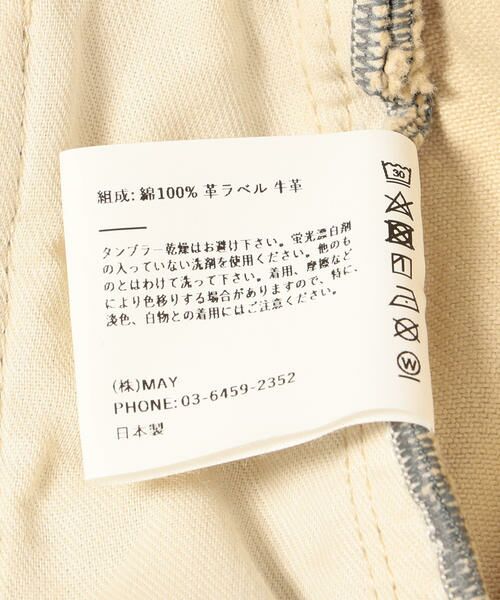 組成: 綿100% 革ラベル 牛革
タンブラー乾燥はお避け下さい。蛍光漂白剤
の入っていない洗剤を使用ください。他のも
のとはわけて洗って下さい。着用、摩擦など
により色移りする場合がありますので、特に、
淡色、白物との着用にはご注意ください。
(株)MAY
PHONE: 03-6459-2352
日本製
30
W